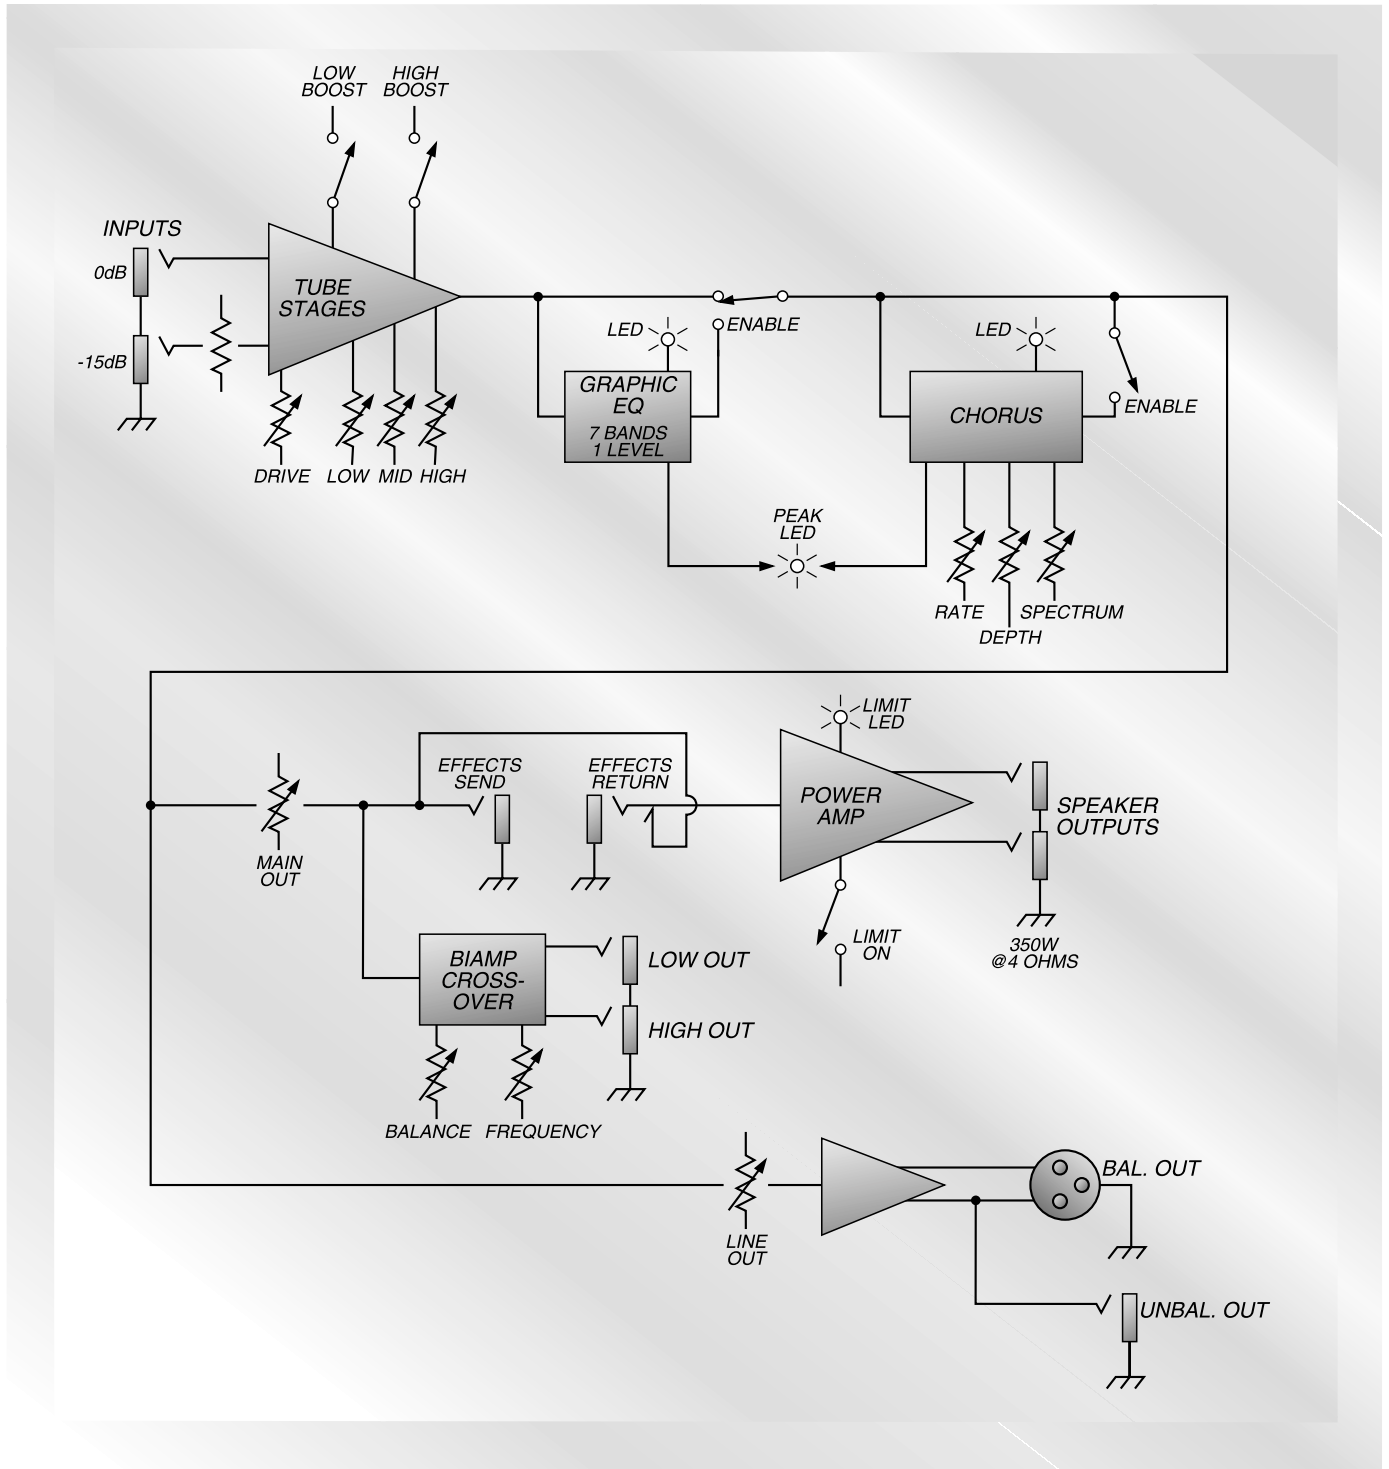 LOW
BOOST
HIGH
BOOST
INPUTS
0dB
-15dB
TUBE
STAGES
DRIVE
LOW
MID
HIGH
LED
ENABLE
GRAPHIC
EQ
7 BANDS
1 LEVEL
LED
CHORUS
ENABLE
PEAK
LED
RATE
DEPTH
SPECTRUM
MAIN
OUT
EFFECTS
SEND
EFFECTS
RETURN
LIMIT
LED
POWER
AMP
SPEAKER
OUTPUTS
LIMIT
ON
350W
@4 OHMS
BIAMP
CROSS-
OVER
LOW OUT
HIGH OUT
BALANCE
FREQUENCY
LINE
OUT
BAL. OUT
UNBAL. OUT